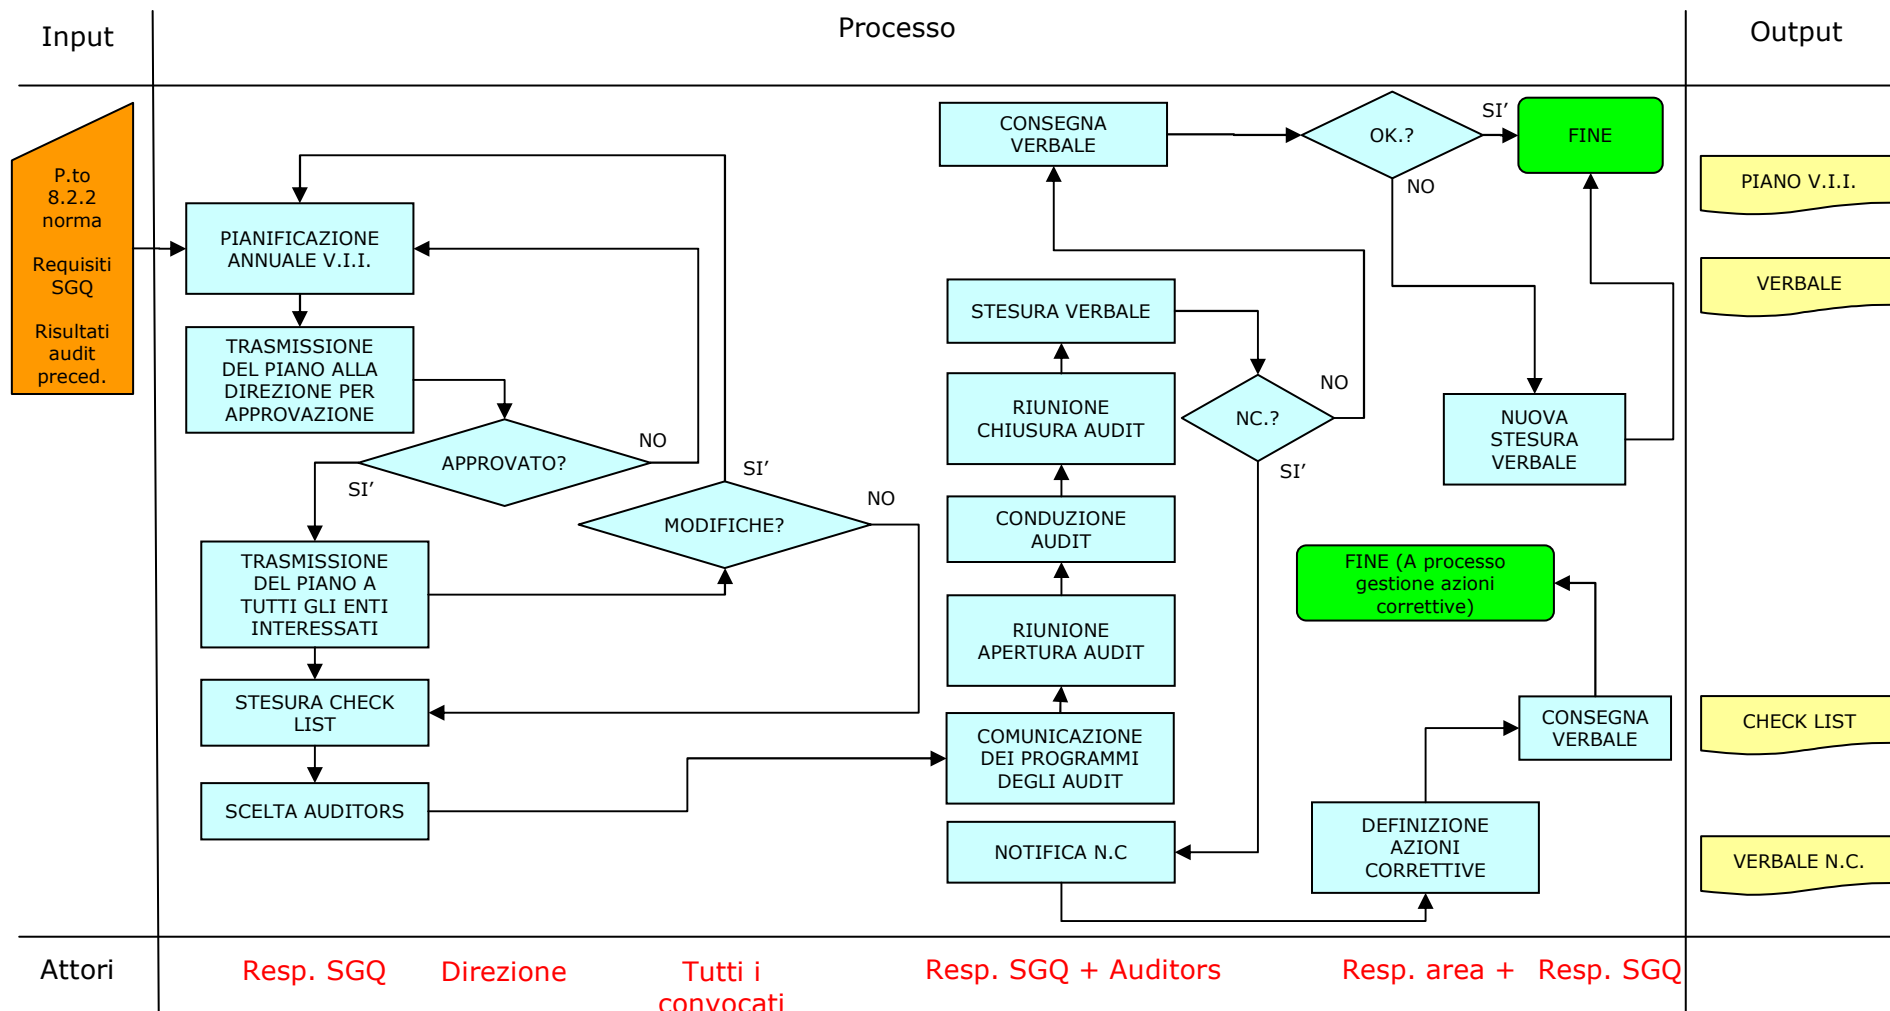 Input
Processo
Output
P.to
8.2.2
norma
Requisiti
SGQ
Risultati
audit
preced.
PIANIFICAZIONE
ANNUALE V.I.I.
TRASMISSIONE
DEL PIANO ALLA
DIREZIONE PER
APPROVAZIONE
APPROVATO?
NO
SI’
MODIFICHE?
SI’
NO
TRASMISSIONE
DEL PIANO A
TUTTI GLI ENTI
INTERESSATI
STESURA CHECK
LIST
SCELTA AUDITORS
CONSEGNA
VERBALE
STESURA VERBALE
RIUNIONE
CHIUSURA AUDIT
CONDUZIONE
AUDIT
RIUNIONE
APERTURA AUDIT
COMUNICAZIONE
DEI PROGRAMMI
DEGLI AUDIT
NOTIFICA N.C
NC.?
NO
SI’
OK.?
SI’
NO
FINE
NUOVA
STESURA
VERBALE
FINE (A processo
gestione azioni
correttive)
CONSEGNA
VERBALE
DEFINIZIONE
AZIONI
CORRETTIVE
PIANO V.I.I.
VERBALE
CHECK LIST
VERBALE N.C.
Attori
Resp. SGQ
Direzione
Tutti i
convocati
Resp. SGQ + Auditors
Resp. area +
Resp. SGQ